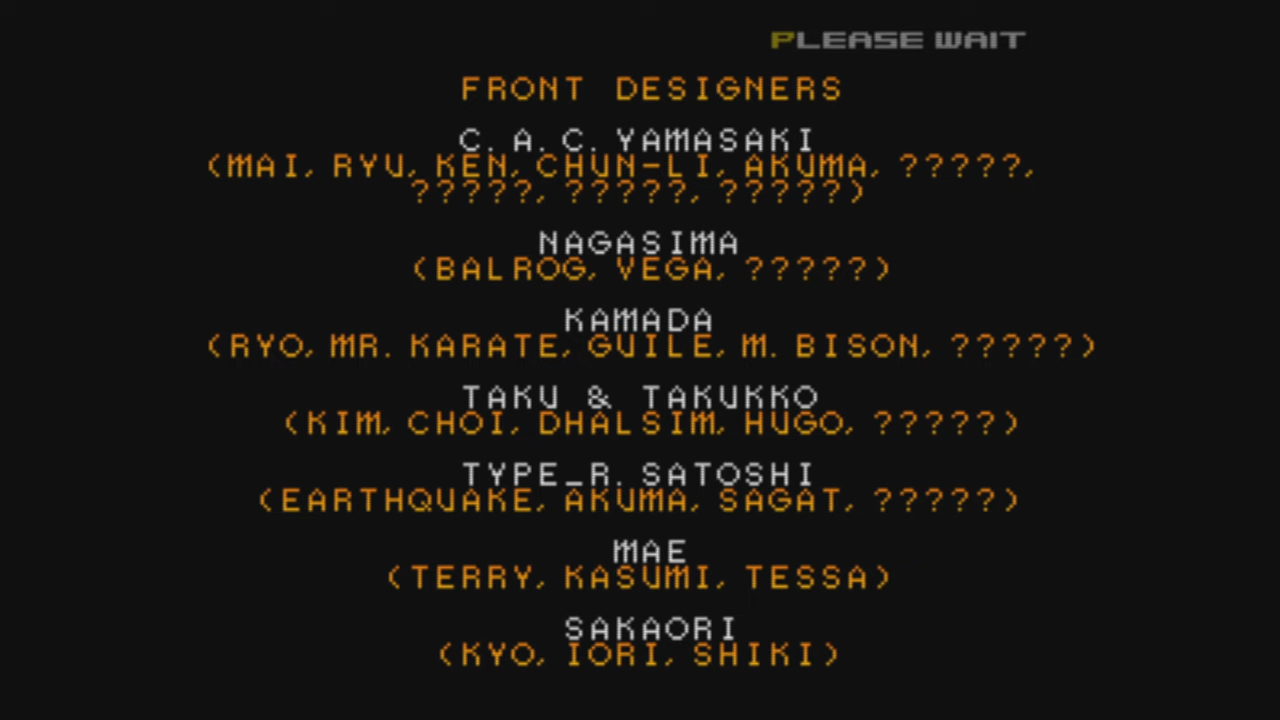 PLEASE WAIT
FRONT DESIGNERS
C. A. C. YAMASAKI
(MAI, RYU, KEN, CHUN-LI, AKUMA, ?????,
?????, ?????, ?????)
NAGASIMA
(BALROG, VEGA, ?????)
KAMADA
(RYO, MR. KARATE, GUILE, M. BISON, ?????)
TAKU & TAKUKKO
(KIM, CHOI, DHALSIM, HUGO, ?????)
TYPE_R. SATOSHI
(EARTHQUAKE, AKUMA, SAGAT, ?????)
MAE
(TERRY, KASUMI, TESSA)
SAKAORI
(KYO, IORI, SHIKI)